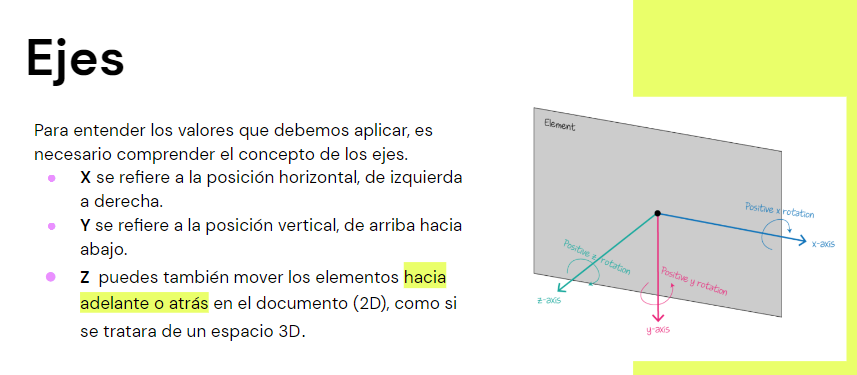 Ejes
Para entender los valores que debemos aplicar, es
necesario comprender el concepto de los ejes.
X se refiere a la posición horizontal, de izquierda
a derecha.
Y se refiere a la posición vertical, de arriba hacia
abajo.
Z puedes también mover los elementos hacia
adelante o atrás en el documento (2D), como si
se tratara de un espacio 3D.
Element
Positive x rotation
x-axis
Positive z rotation
z-axis
Positive y rotation
y-axis